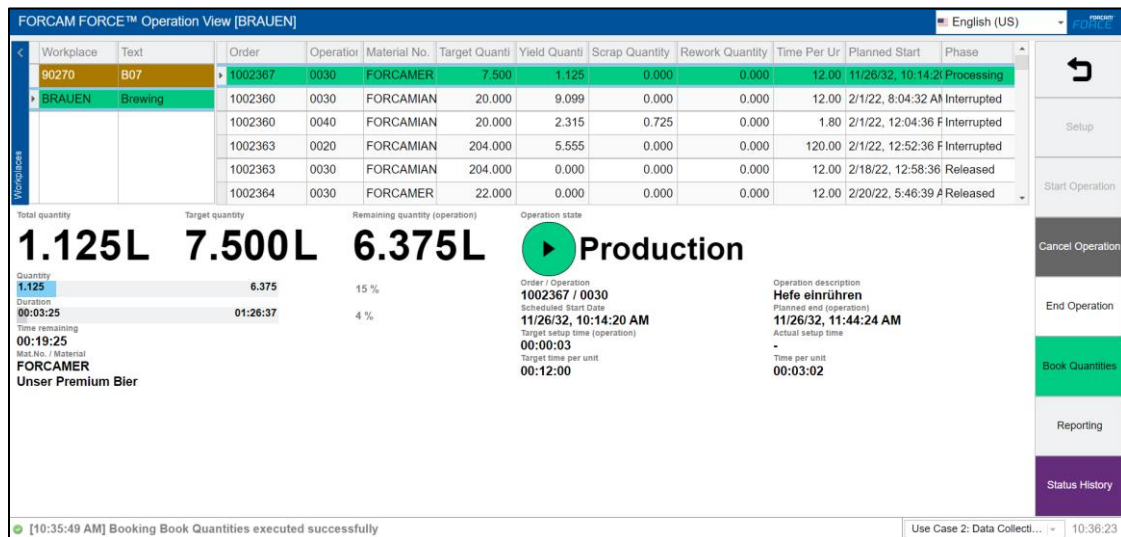 FORCAM FORCE™ Operation View [BRAUEN] English (US) FORCAM FORCE
Workplace Text Order Operation Material No. Target Quanti Yield Quanti Scrap Quantity Rework Quantity Time Per Ur Planned Start Phase
90270 B07 1002367 0030 FORCAMER 7.500 1.125 0.000 0.000 12.00 11/26/32, 10:14:20 Processing
BRAUEN Brewing 1002360 0030 FORCAMIAN 20.000 9.099 0.000 0.000 12.00 2/1/22, 8:04:32 AM Interrupted
1002360 0040 FORCAMIAN 20.000 2.315 0.725 0.000 1.80 2/1/22, 12:04:36 P Interrupted
1002363 0020 FORCAMIAN 204.000 5.555 0.000 0.000 120.00 2/1/22, 12:52:36 P Interrupted
1002363 0030 FORCAMIAN 204.000 0.000 0.000 0.000 12.00 2/18/22, 12:58:36 Released
1002364 0030 FORCAMER 22.000 0.000 0.000 0.000 12.00 2/20/22, 5:46:39 A Released
Workplaces
Setup
Start Operation
Cancel Operation
End Operation
Book Quantities
Reporting
Status History
Total quantity Target quantity Remaining quantity (operation) Operation state
1.125L 7.500L 6.375L Production
Quantity
1.125 6.375 15 %
Duration
00:03:25 01:26:37 4 %
Time remaining
00:19:25
Mat.No. / Material
FORCAMER
Unser Premium Bier
Order / Operation
1002367 / 0030
Scheduled Start Date
11/26/32, 10:14:20 AM
Target setup time (operation)
00:00:03
Target time per unit
00:12:00
Operation description
Hefe einrühren
Planned end (operation)
11/26/32, 11:44:24 AM
Actual setup time
-
Time per unit
00:03:02
[10:35:49 AM] Booking Book Quantities executed successfully Use Case 2: Data Collecti... 10:36:23